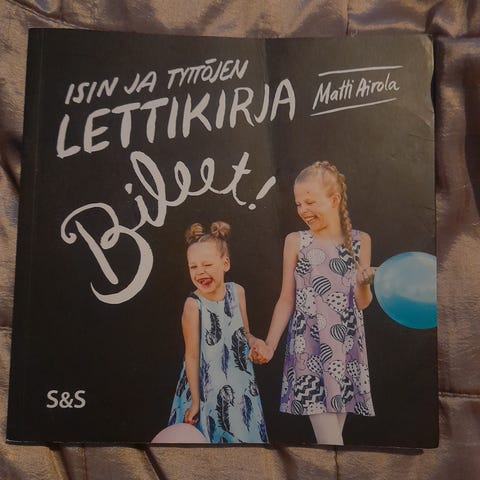 ISIN JA TYTTÖJEN
LETTIKIRJA
Matti Airola
Bileet!
S&S